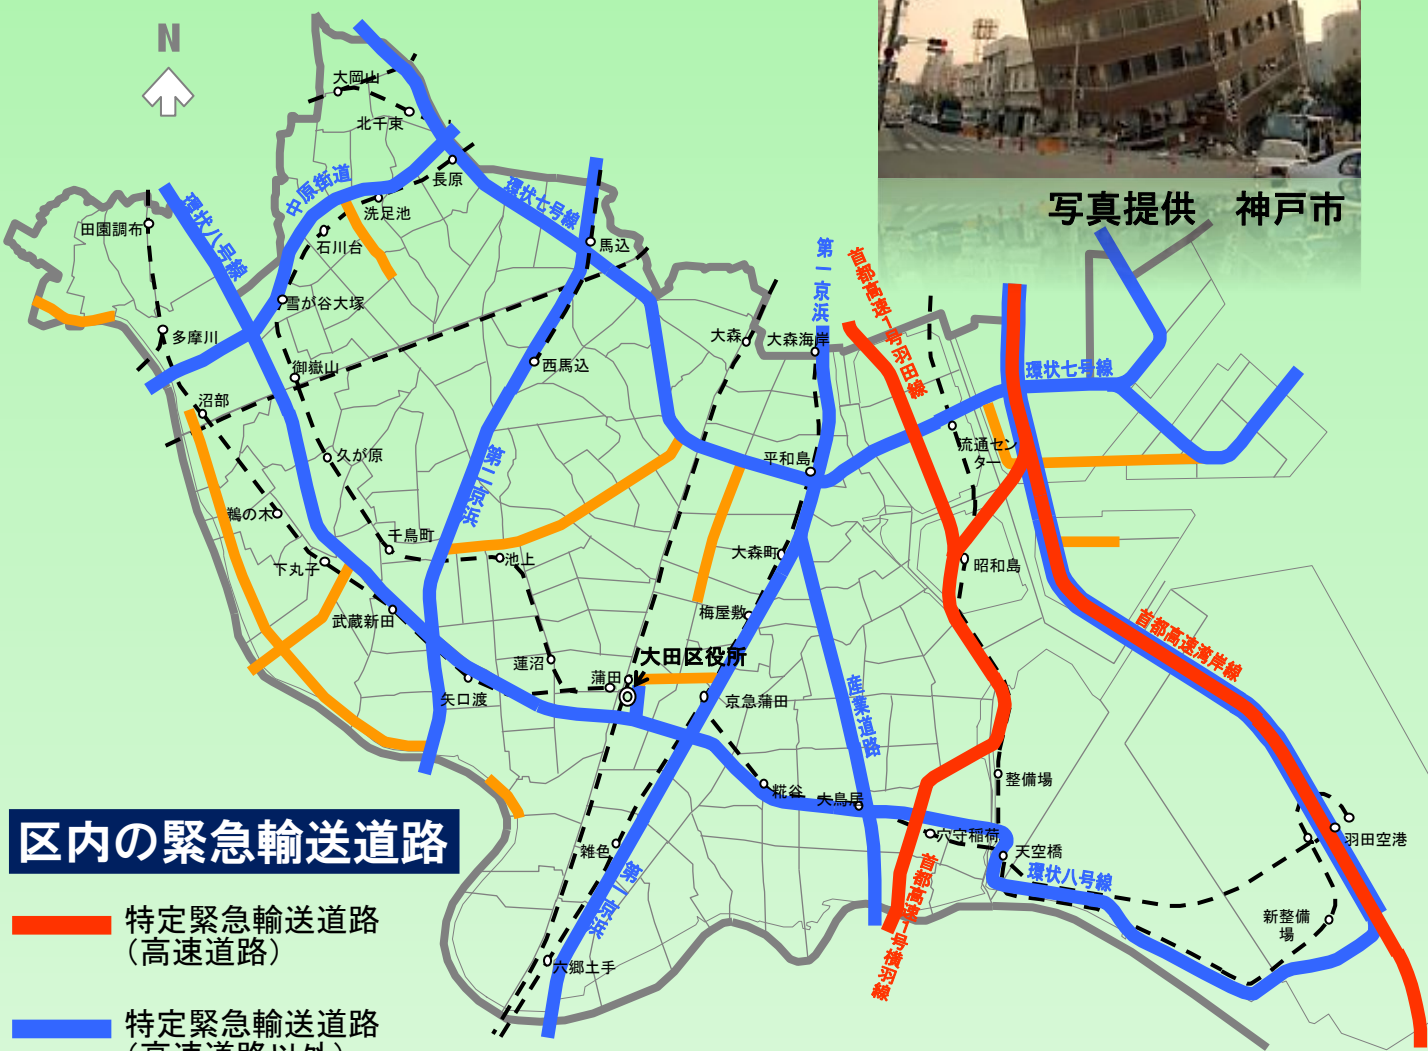 N
写真提供　神戸市
大岡山
北千束
長原
中原街道
環状七号線
洗足池
石川台
環状八号線
田園調布
馬込
雪が谷大塚
多摩川
御嶽山
西馬込
大森
大森海岸
第一京浜
首都高速1号羽田線
環状七号線
沼部
久が原
第二京浜
平和島
流通セン
ター
鵜の木
千鳥町
池上
下丸子
大森町
昭和島
武蔵新田
梅屋敷
首都高速湾岸線
大田区役所
蓮沼
蒲田
矢口渡
京急蒲田
産業道路
糀谷
大鳥居
整備場
穴守稲荷
天空橋
羽田空港
環状八号線
雑色
第一京浜
首都高速1号横羽線
新整備
場
六郷土手
区内の緊急輸送道路
特定緊急輸送道路
（高速道路）
特定緊急輸送道路
（高速道路以外）